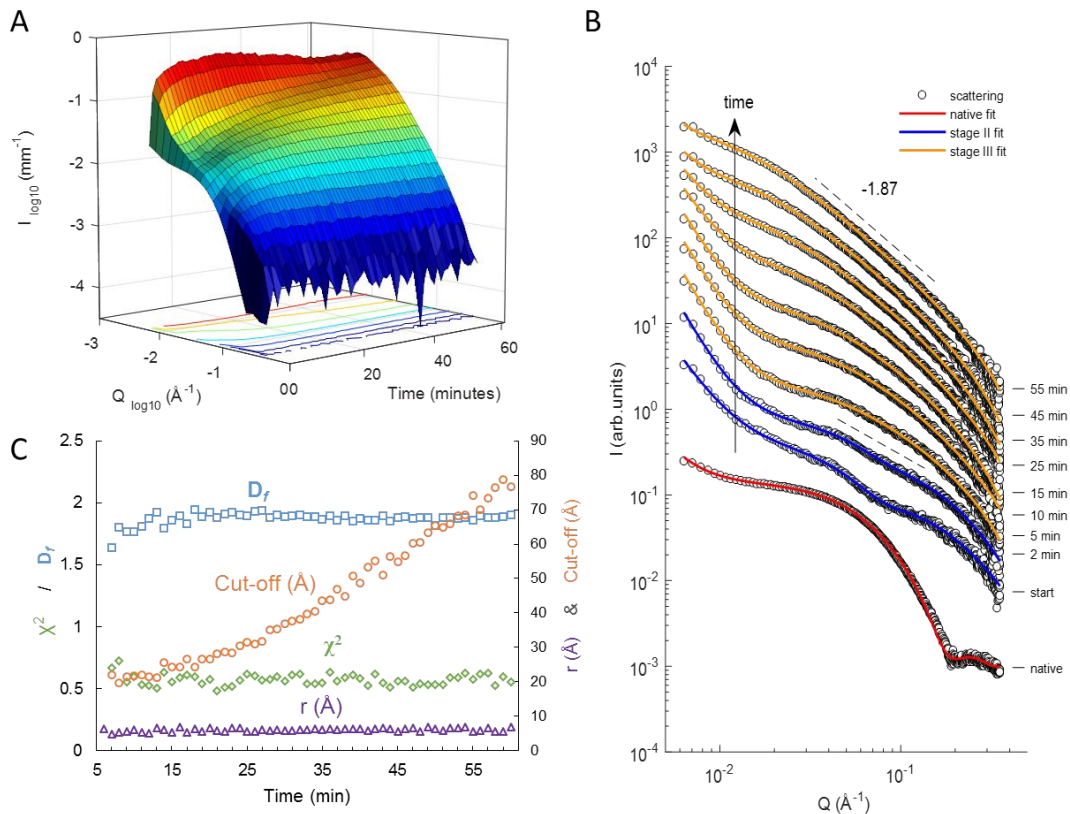 A
0
-1
-2
-3
-4
I log10 (mm-1)
-3
-2
-1
0
0
20
40
60
Q log10 (Å-1)
Time (minutes)
B
10^4
10^3
10^2
10^1
10^0
10^-1
10^-2
10^-3
10^-4
I (arb.units)
time
scattering
native fit
stage II fit
stage III fit
-1.87
55 min
45 min
35 min
25 min
15 min
10 min
5 min
2 min
start
native
10^-2
10^-1
Q (Å-1)
C
2.5
2
1.5
1
0.5
0
χ2 / Df
90
80
70
60
50
40
30
20
10
0
r (Å) & Cut-off (Å)
Df
Cut-off (Å)
χ2
r (Å)
5
15
25
35
45
55
Time (min)